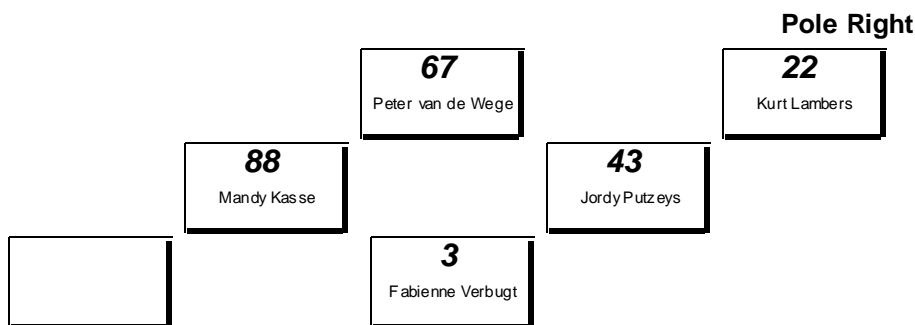 Pole Right
67
Peter van de Wege
22
Kurt Lambers
88
Mandy Kasse
43
Jordy Putzeys
3
Fabienne Verbugt